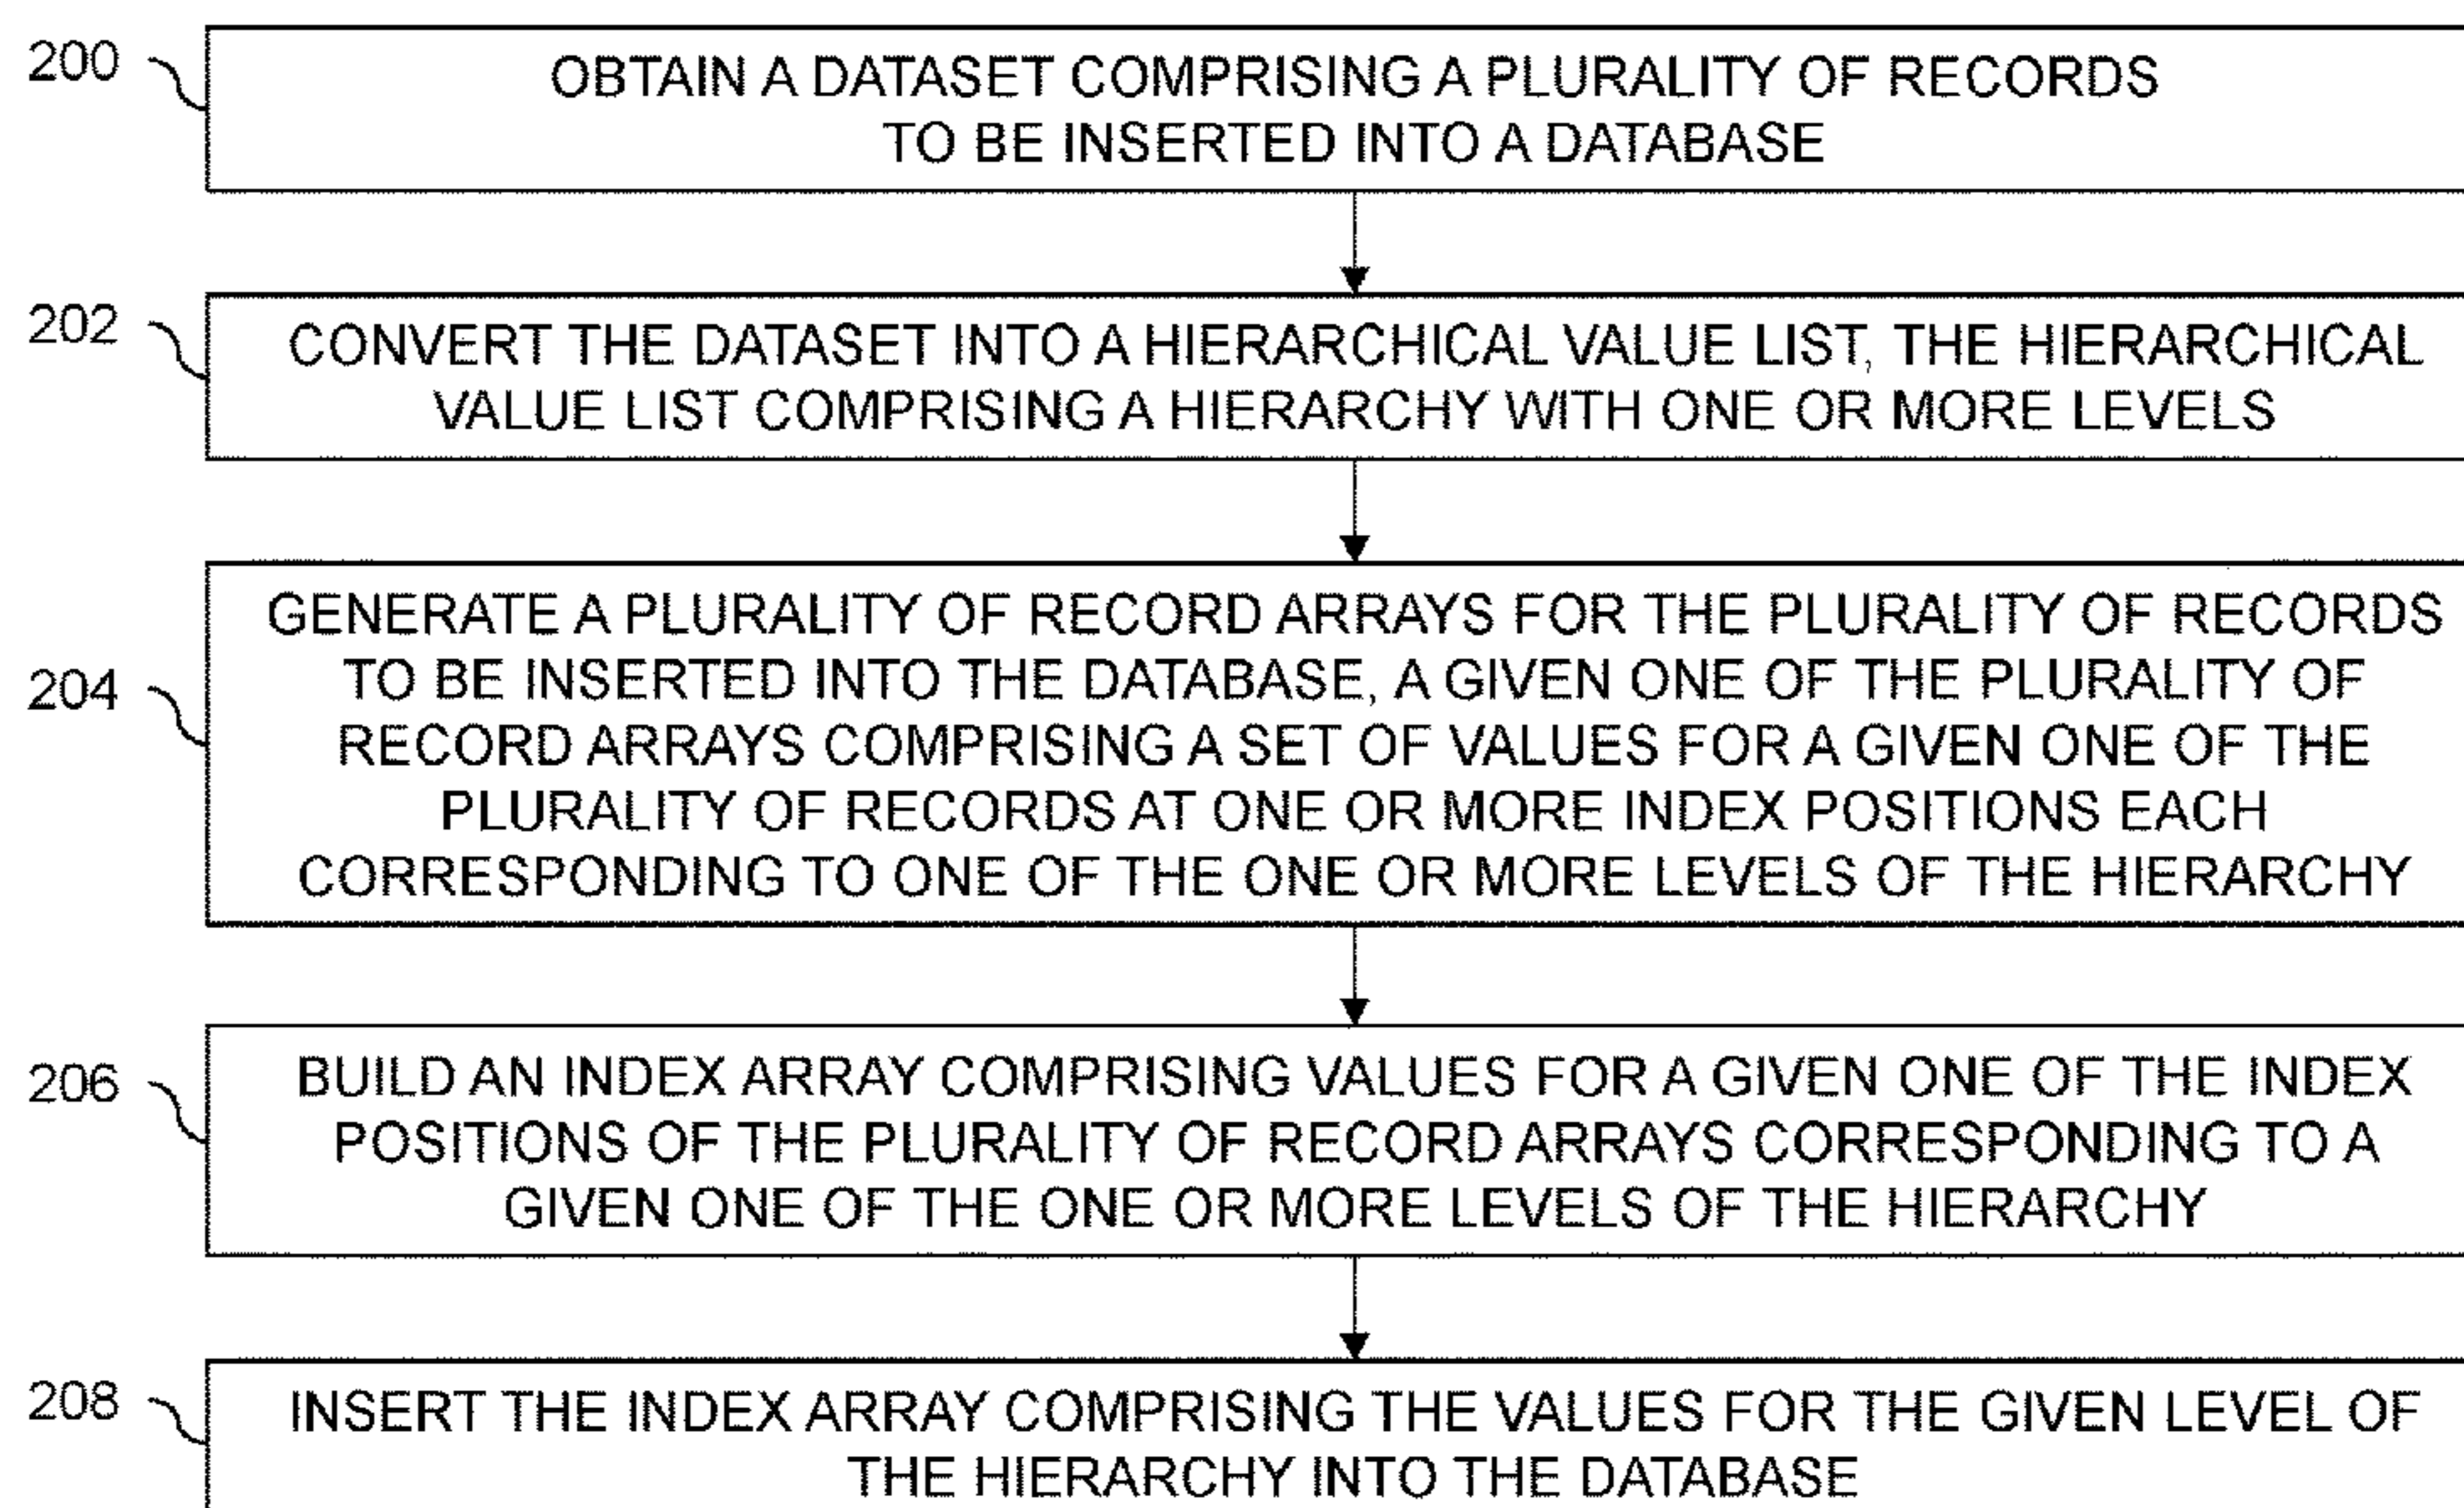 200
OBTAIN A DATASET COMPRISING A PLURALITY OF RECORDS
TO BE INSERTED INTO A DATABASE
202
CONVERT THE DATASET INTO A HIERARCHICAL VALUE LIST, THE HIERARCHICAL
VALUE LIST COMPRISING A HIERARCHY WITH ONE OR MORE LEVELS
204
GENERATE A PLURALITY OF RECORD ARRAYS FOR THE PLURALITY OF RECORDS
TO BE INSERTED INTO THE DATABASE, A GIVEN ONE OF THE PLURALITY OF
RECORD ARRAYS COMPRISING A SET OF VALUES FOR A GIVEN ONE OF THE
PLURALITY OF RECORDS AT ONE OR MORE INDEX POSITIONS EACH
CORRESPONDING TO ONE OF THE ONE OR MORE LEVELS OF THE HIERARCHY
206
BUILD AN INDEX ARRAY COMPRISING VALUES FOR A GIVEN ONE OF THE INDEX
POSITIONS OF THE PLURALITY OF RECORD ARRAYS CORRESPONDING TO A
GIVEN ONE OF THE ONE OR MORE LEVELS OF THE HIERARCHY
208
INSERT THE INDEX ARRAY COMPRISING THE VALUES FOR THE GIVEN LEVEL OF
THE HIERARCHY INTO THE DATABASE